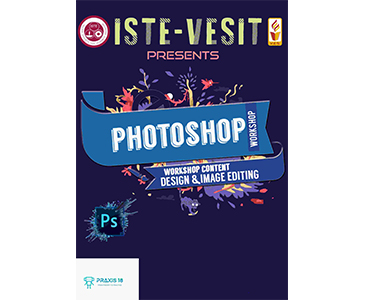 ISTE-VESIT
PRESENTS
PHOTOSHOP
WORKSHOP
WORKSHOP CONTENT
DESIGN & IMAGE EDITING
Ps
PRAXIS 18